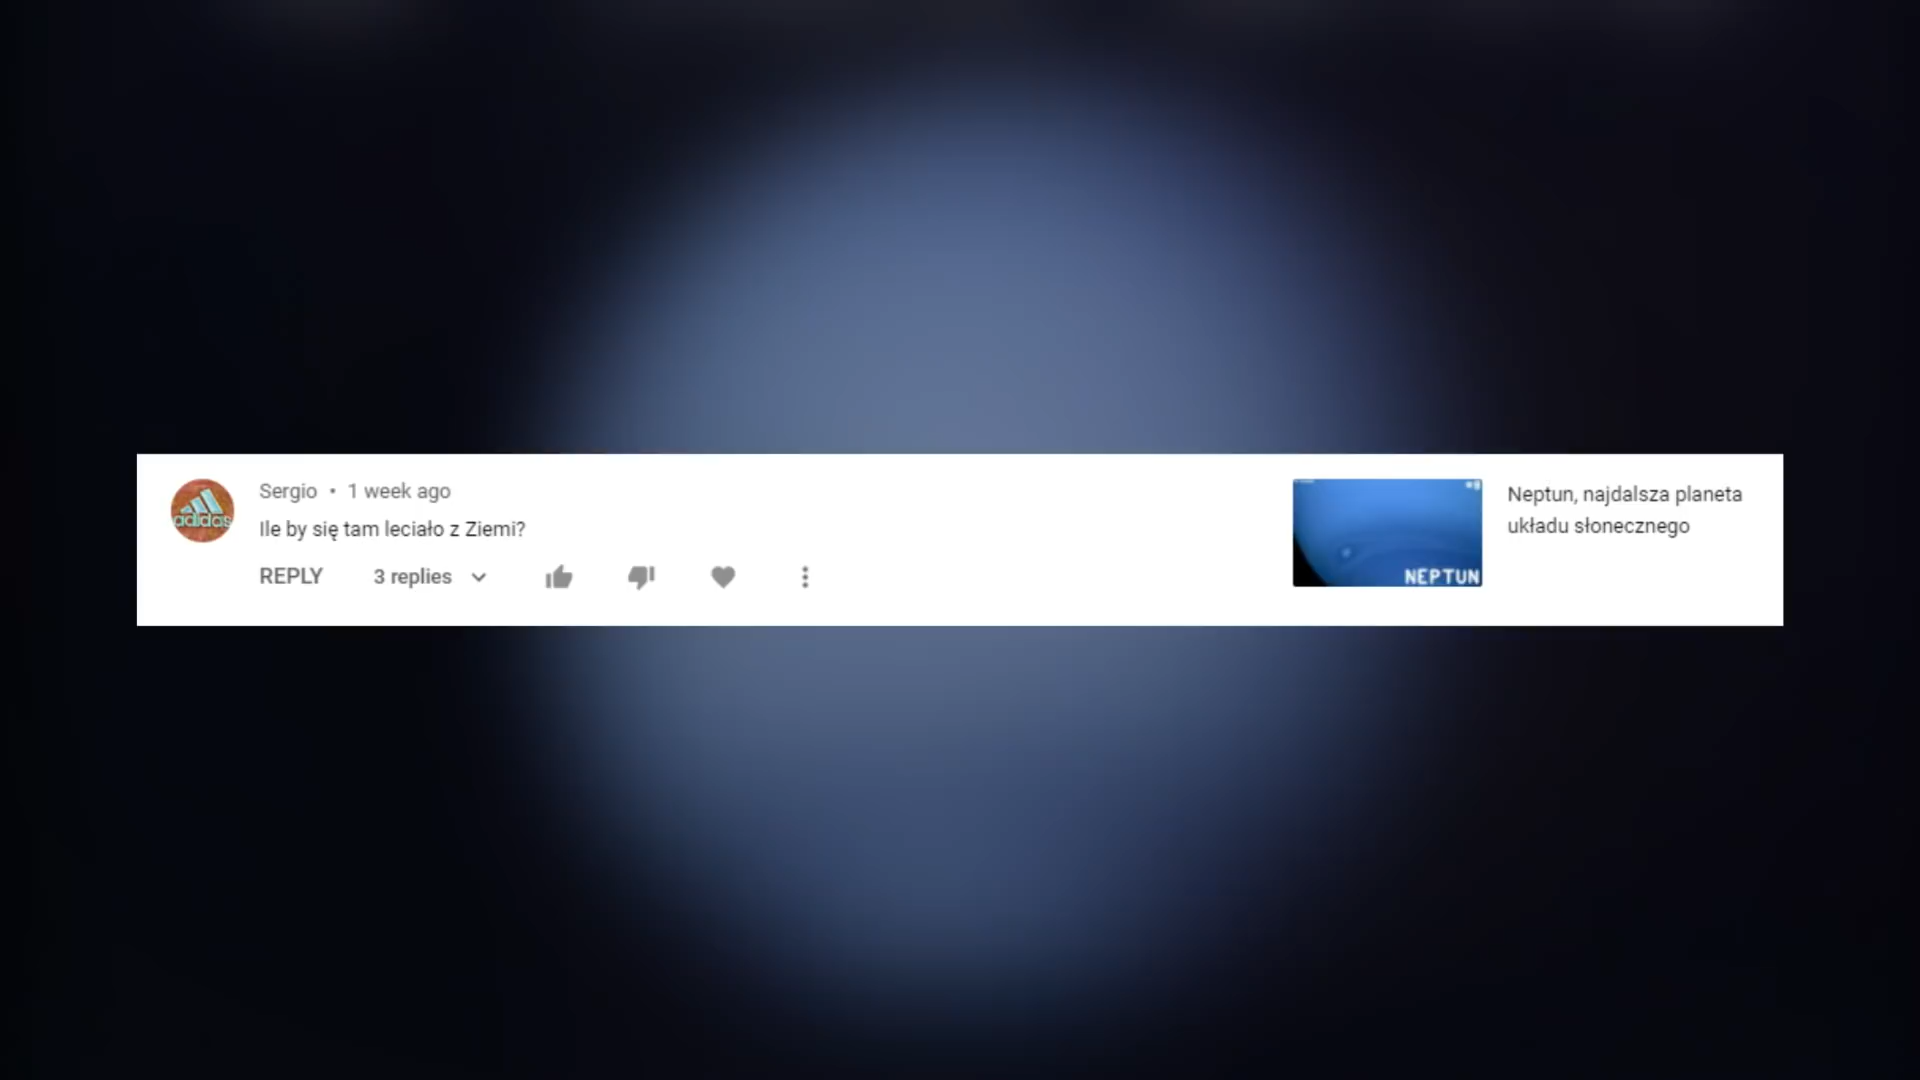 Sergio • 1 week ago
Ile by się tam leciało z Ziemi?
REPLY 3 replies
adidas
NEPTUN
Neptun, najdalsza planeta
układu słonecznego